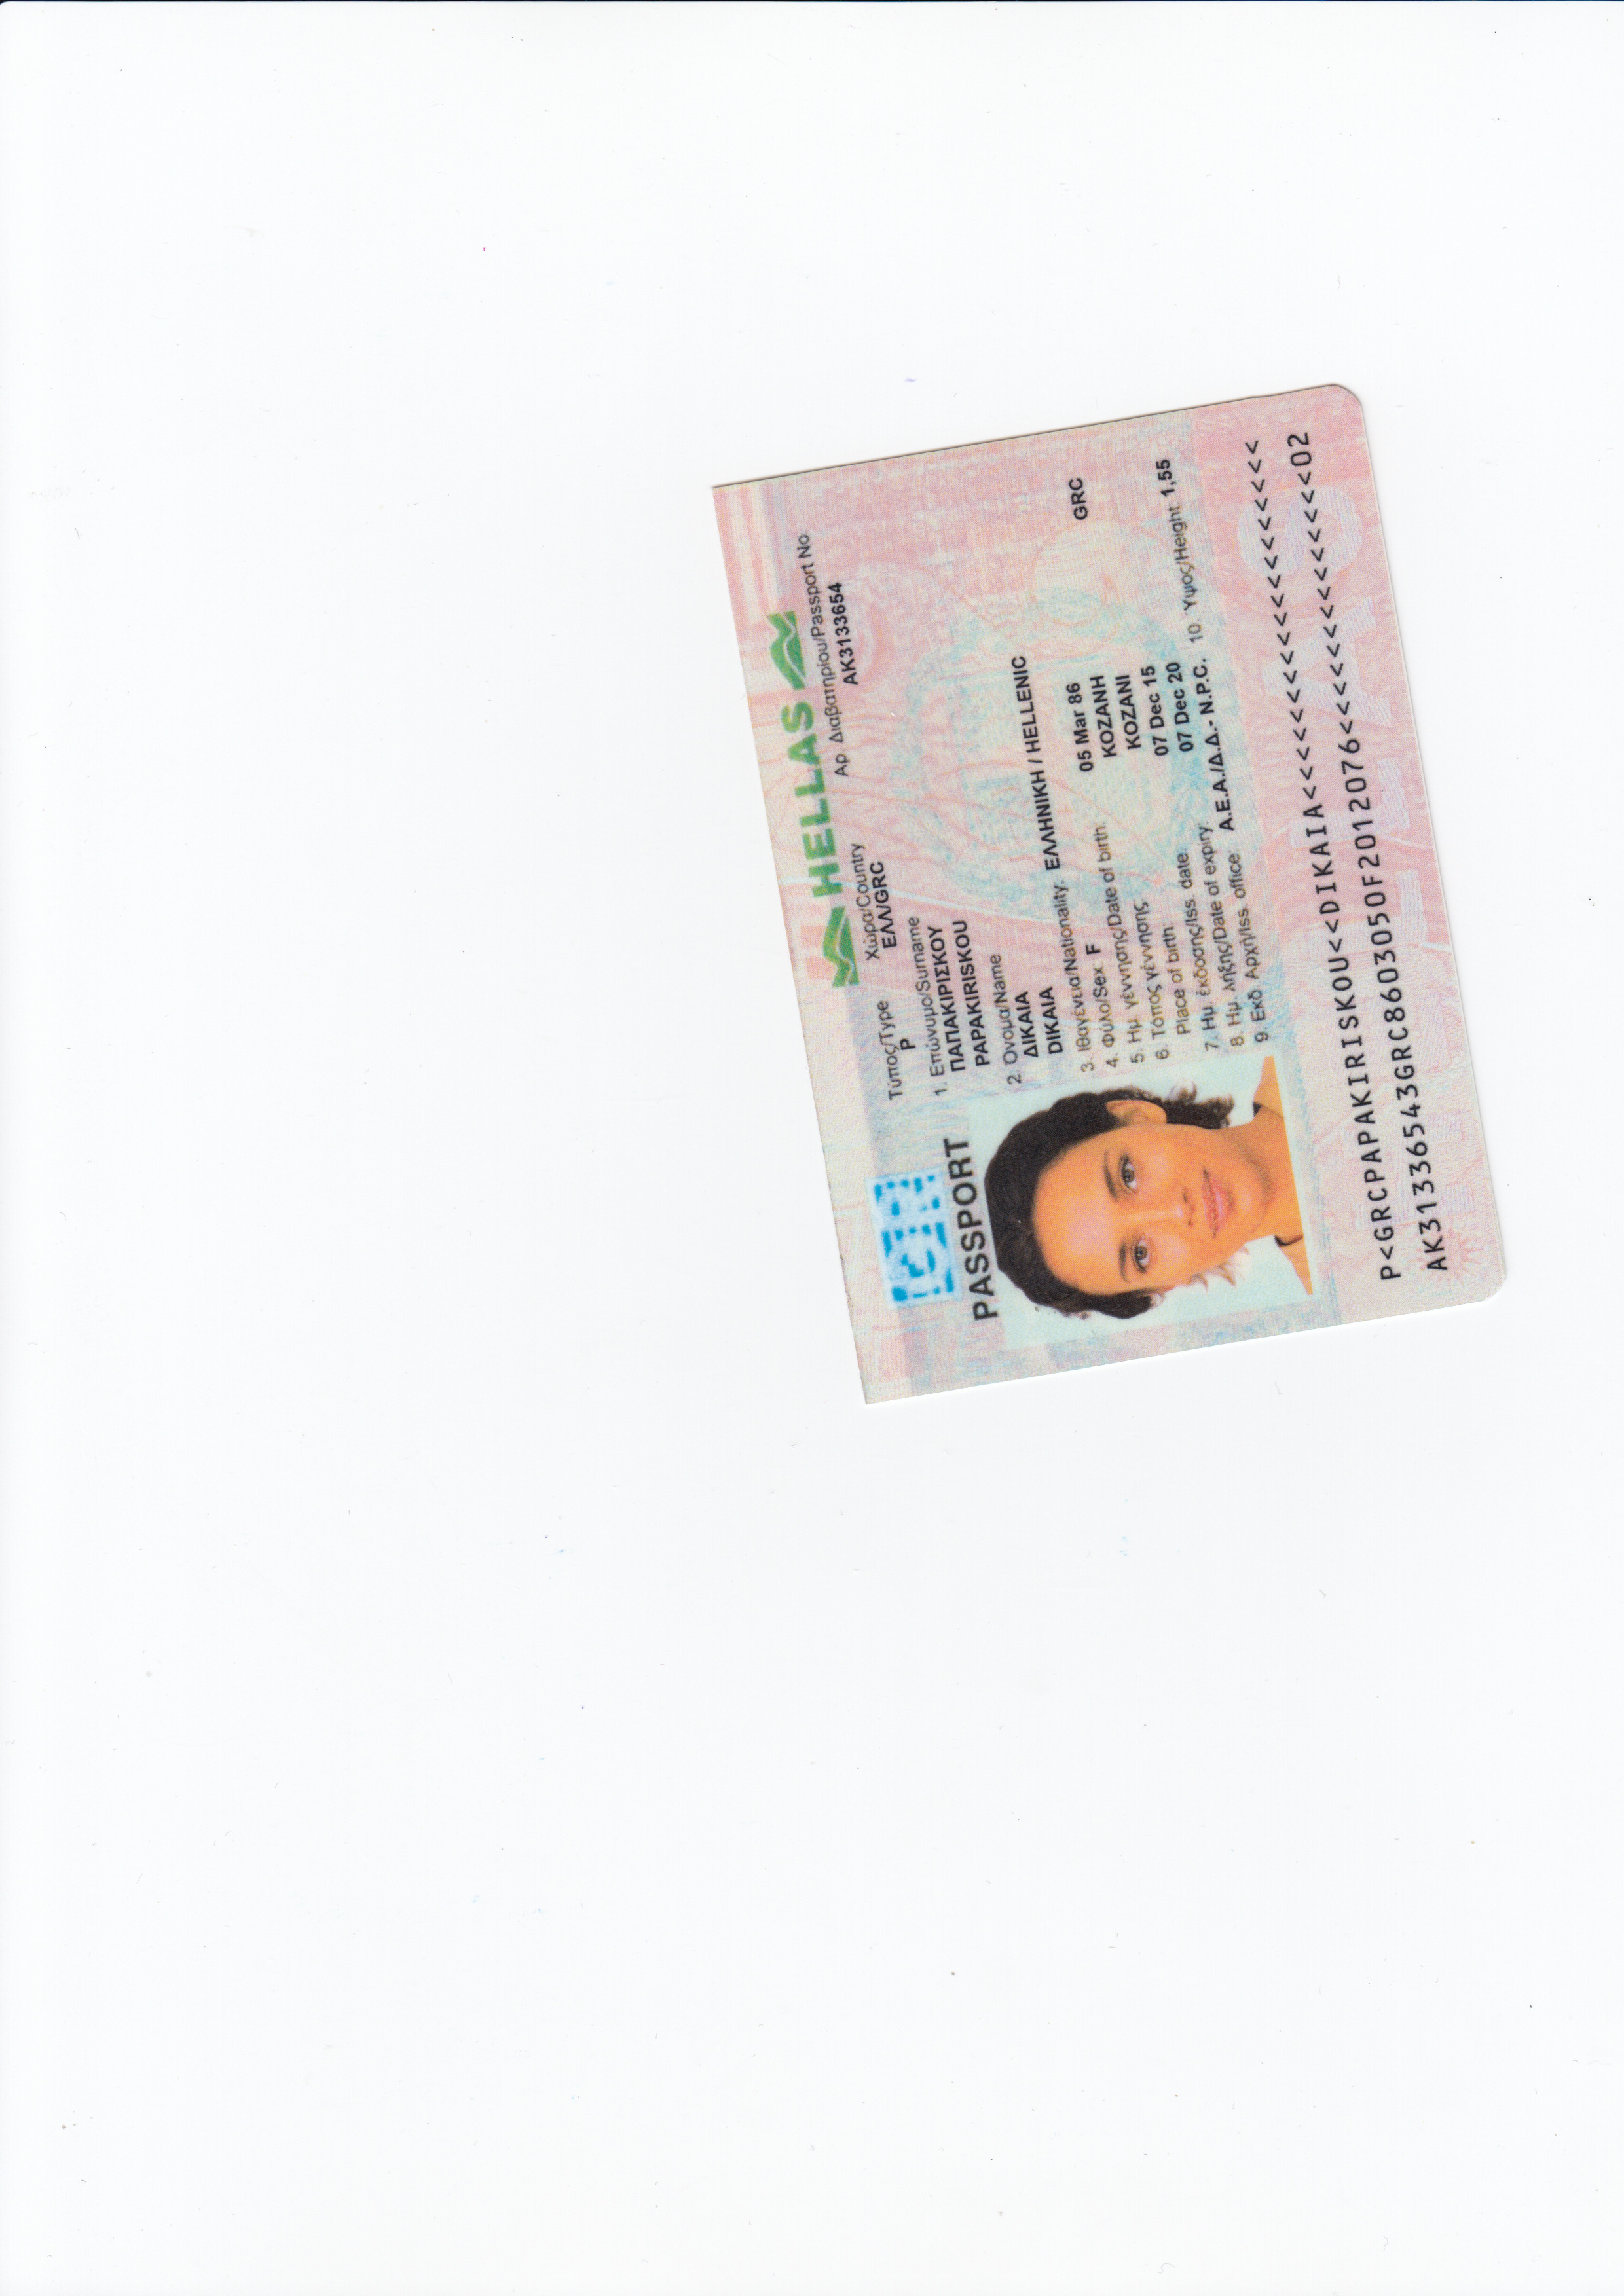 HELLAS
PASSPORT
Τύπος/Type
P
Χώρα/Country
ΕΛΛ/GRC
Αρ. Διαβατηρίου/Passport No.
AK3133654
1. Επώνυμο/Surname
ΠΑΠΑΚΙΡΙΣΚΟΥ
PAPAKIRISKOU
2. Όνομα/Name
ΔΙΚΑΙΑ
DIKAIA
3. Ιθαγένεια/Nationality: ΕΛΛΗΝΙΚΗ / HELLENIC GRC
4. Φύλο/Sex: F
5. Ημ. γέννησης/Date of birth: 05 Mar 86
6. Τόπος γέννησης ΚΟΖΑΝΗ
Place of birth: KOZANI
7. Ημ. έκδοσης/Iss. date: 07 Dec 15
8. Ημ. λήξης/Date of expiry: 07 Dec 20
9. Εκδ. Αρχή/Iss. office: Α.Ε.Α./Δ.Δ.- N.P.C. 10. Ύψος/Height: 1,55
P<GRCPAPAKIRISKOU<<DIKAIA<<<<<<<<<<<<<<<<<<<
AK31336543GRC8603050F2012076<<<<<<<<<<<<<<02